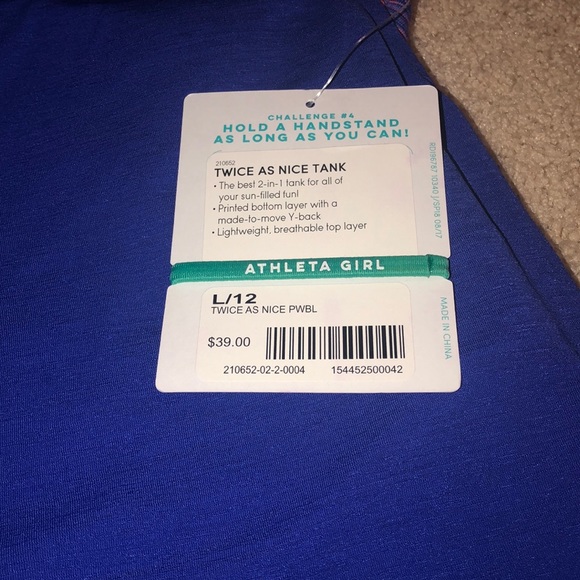 CHALLENGE #4
HOLD A HANDSTAND
AS LONG AS YOU CAN!
210652
TWICE AS NICE TANK
• The best 2-in-1 tank for all of
your sun-filled fun!
• Printed bottom layer with a
made-to-move Y-back
• Lightweight, breathable top layer
ATHLETA GIRL
L/12
TWICE AS NICE PWBL
$39.00
210652-02-2-0004
154452500042
MADE IN CHINA